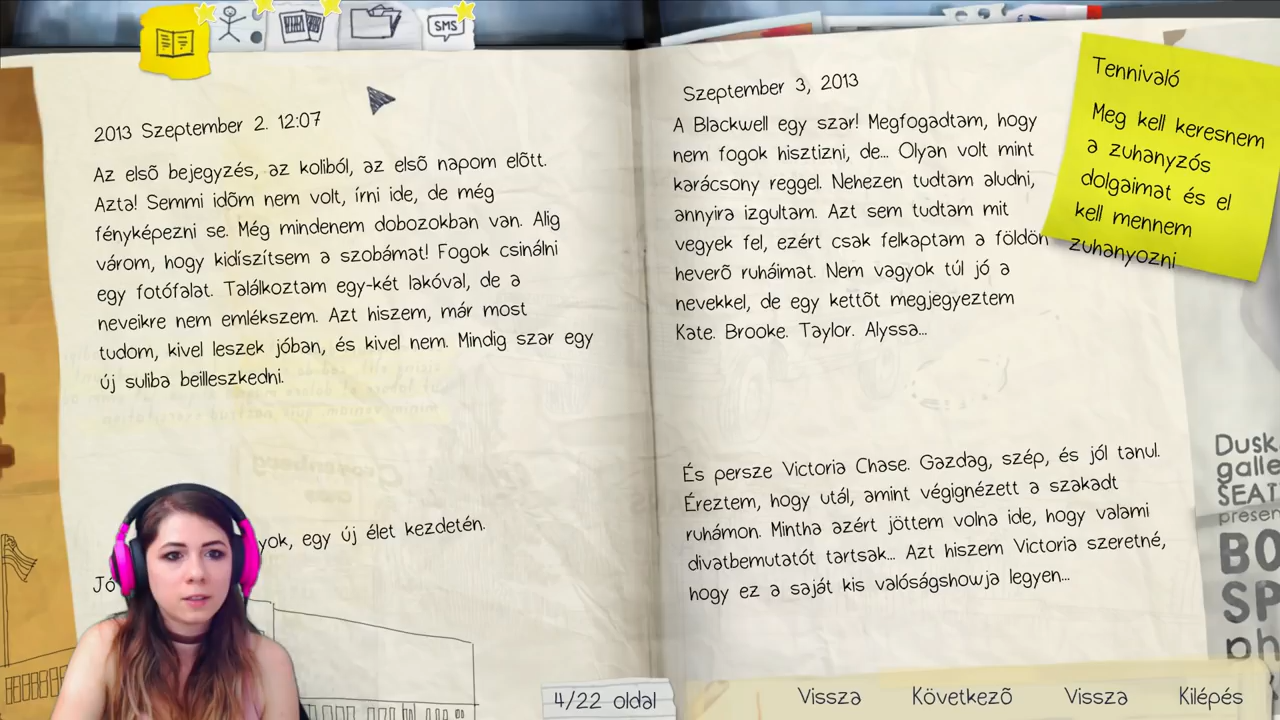 SMS
2013 Szeptember 2. 12:07
Az elsõ bejegyzés, az koliból, az elsõ napom elõtt.
Azta! Semmi idõm nem volt, írni ide, de még
fényképezni se. Még mindenem dobozokban van. Alig
várom, hogy kidíszítsem a szobámat! Fogok csinálni
egy fotófalat. Találkoztam egy-két lakóval, de a
neveikre nem emlékszem. Azt hiszem, már most
tudom, kivel leszek jóban, és kivel nem. Mindig szar egy
új suliba beilleszkedni.
yok, egy új élet kezdetén.
Jó
Szeptember 3, 2013
A Blackwell egy szar! Megfogadtam, hogy
nem fogok hisztizni, de... Olyan volt mint
karácsony reggel. Nehezen tudtam aludni,
annyira izgultam. Azt sem tudtam mit
vegyek fel, ezért csak felkaptam a földön
heverõ ruháimat. Nem vagyok túl jó a
nevekkel, de egy kettõt megjegyeztem
Kate. Brooke. Taylor. Alyssa...
És persze Victoria Chase. Gazdag, szép, és jól tanul.
Éreztem, hogy utál, amint végignézett a szakadt
ruhámon. Mintha azért jöttem volna ide, hogy valami
divatbemutatót tartsak... Azt hiszem Victoria szeretné,
hogy ez a saját kis valóságshowja legyen...
Tennivaló
Meg kell keresnem
a zuhanyzós
dolgaimat és el
kell mennem
zuhanyozni
Dusk
galle
SEAT
presen
BO
SP
ph
4/22 oldal
Vissza Következõ Vissza Kilépés